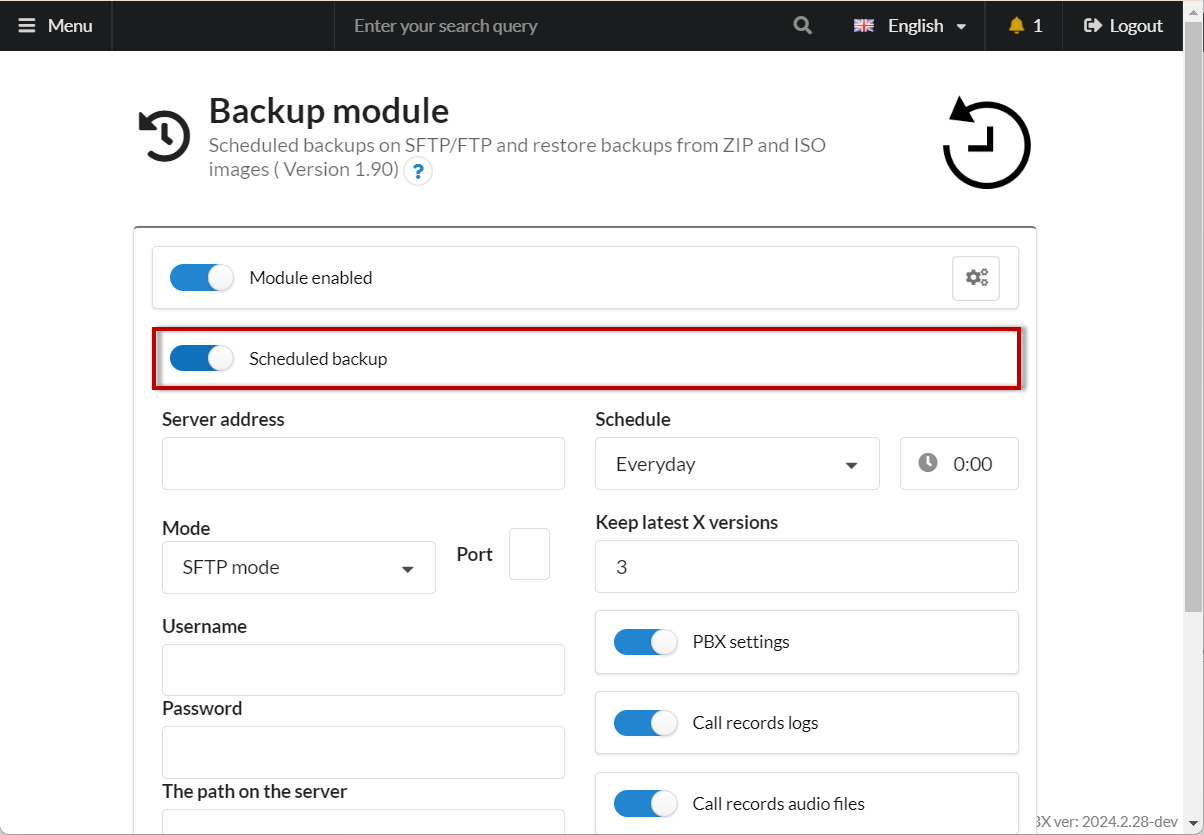 Menu
Enter your search query
English
1
Logout
Backup module
Scheduled backups on SFTP/FTP and restore backups from ZIP and ISO
images ( Version 1.90) ?
Module enabled
Scheduled backup
Server address
Schedule
Everyday
0:00
Mode
SFTP mode
Port
Keep latest X versions
3
Username
PBX settings
Password
Call records logs
The path on the server
Call records audio files
ver: 2024.2.28-dev